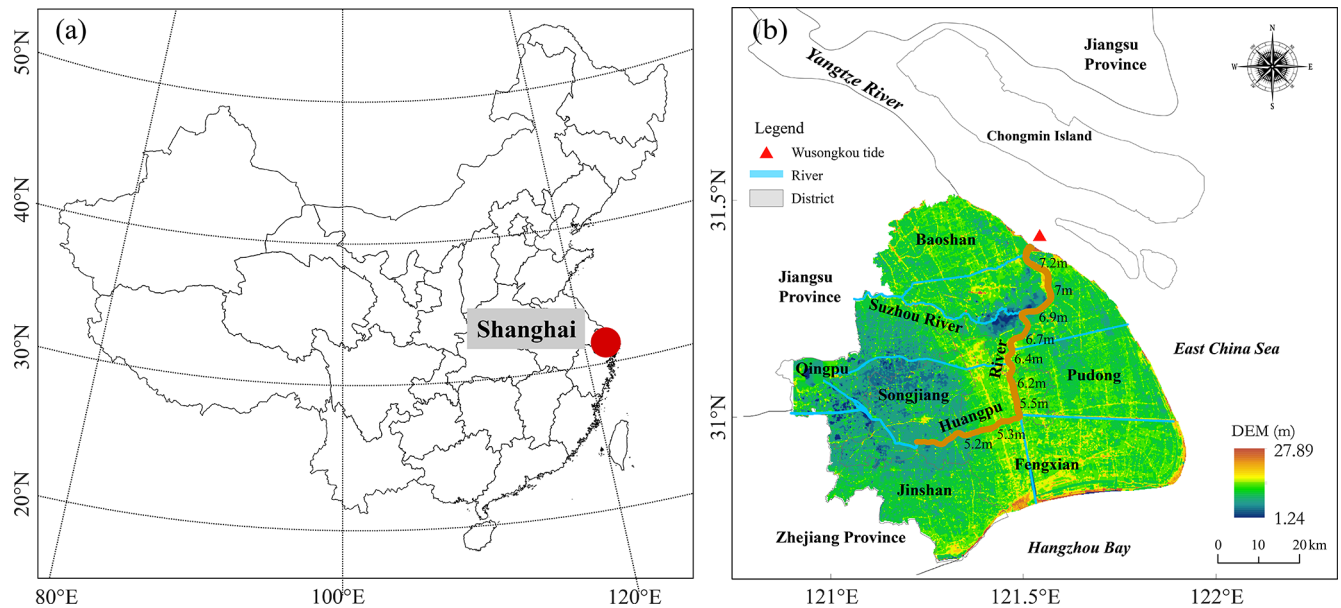 (a)
50°N
40°N
30°N
20°N
80°E
100°E
120°E
Shanghai
(b)
Jiangsu
Province
N
W
E
S
Yangtze River
Chongmin Island
Legend
Wusongkou tide
River
District
31.5°N
31°N
Baoshan
7.2m
7m
6.9m
6.7m
6.4m
6.2m
5.5m
5.3m
5.2m
Jiangsu
Province
Suzhou River
East China Sea
Qingpu
Songjiang
Pudong
Huangpu
River
Fengxian
Jinshan
Zhejiang Province
Hangzhou Bay
DEM (m)
27.89
1.24
0 10 20 km
121°E
121.5°E
122°E